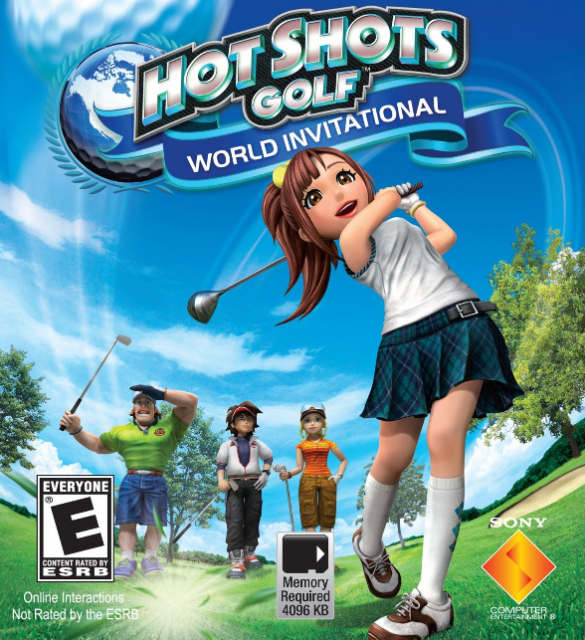 HOT SHOTS
GOLF™
WORLD INVITATIONAL
EVERYONE
E
®
CONTENT RATED BY
ESRB
Online Interactions
Not Rated by the ESRB
Memory
Required
4096 KB
SONY
COMPUTER
ENTERTAINMENT ®